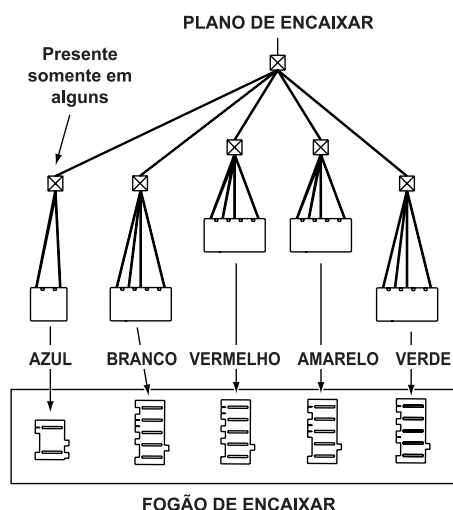 PLANO DE ENCAIXAR
Presente
somente em
alguns
AZUL BRANCO VERMELHO AMARELO VERDE
FOGÃO DE ENCAIXAR